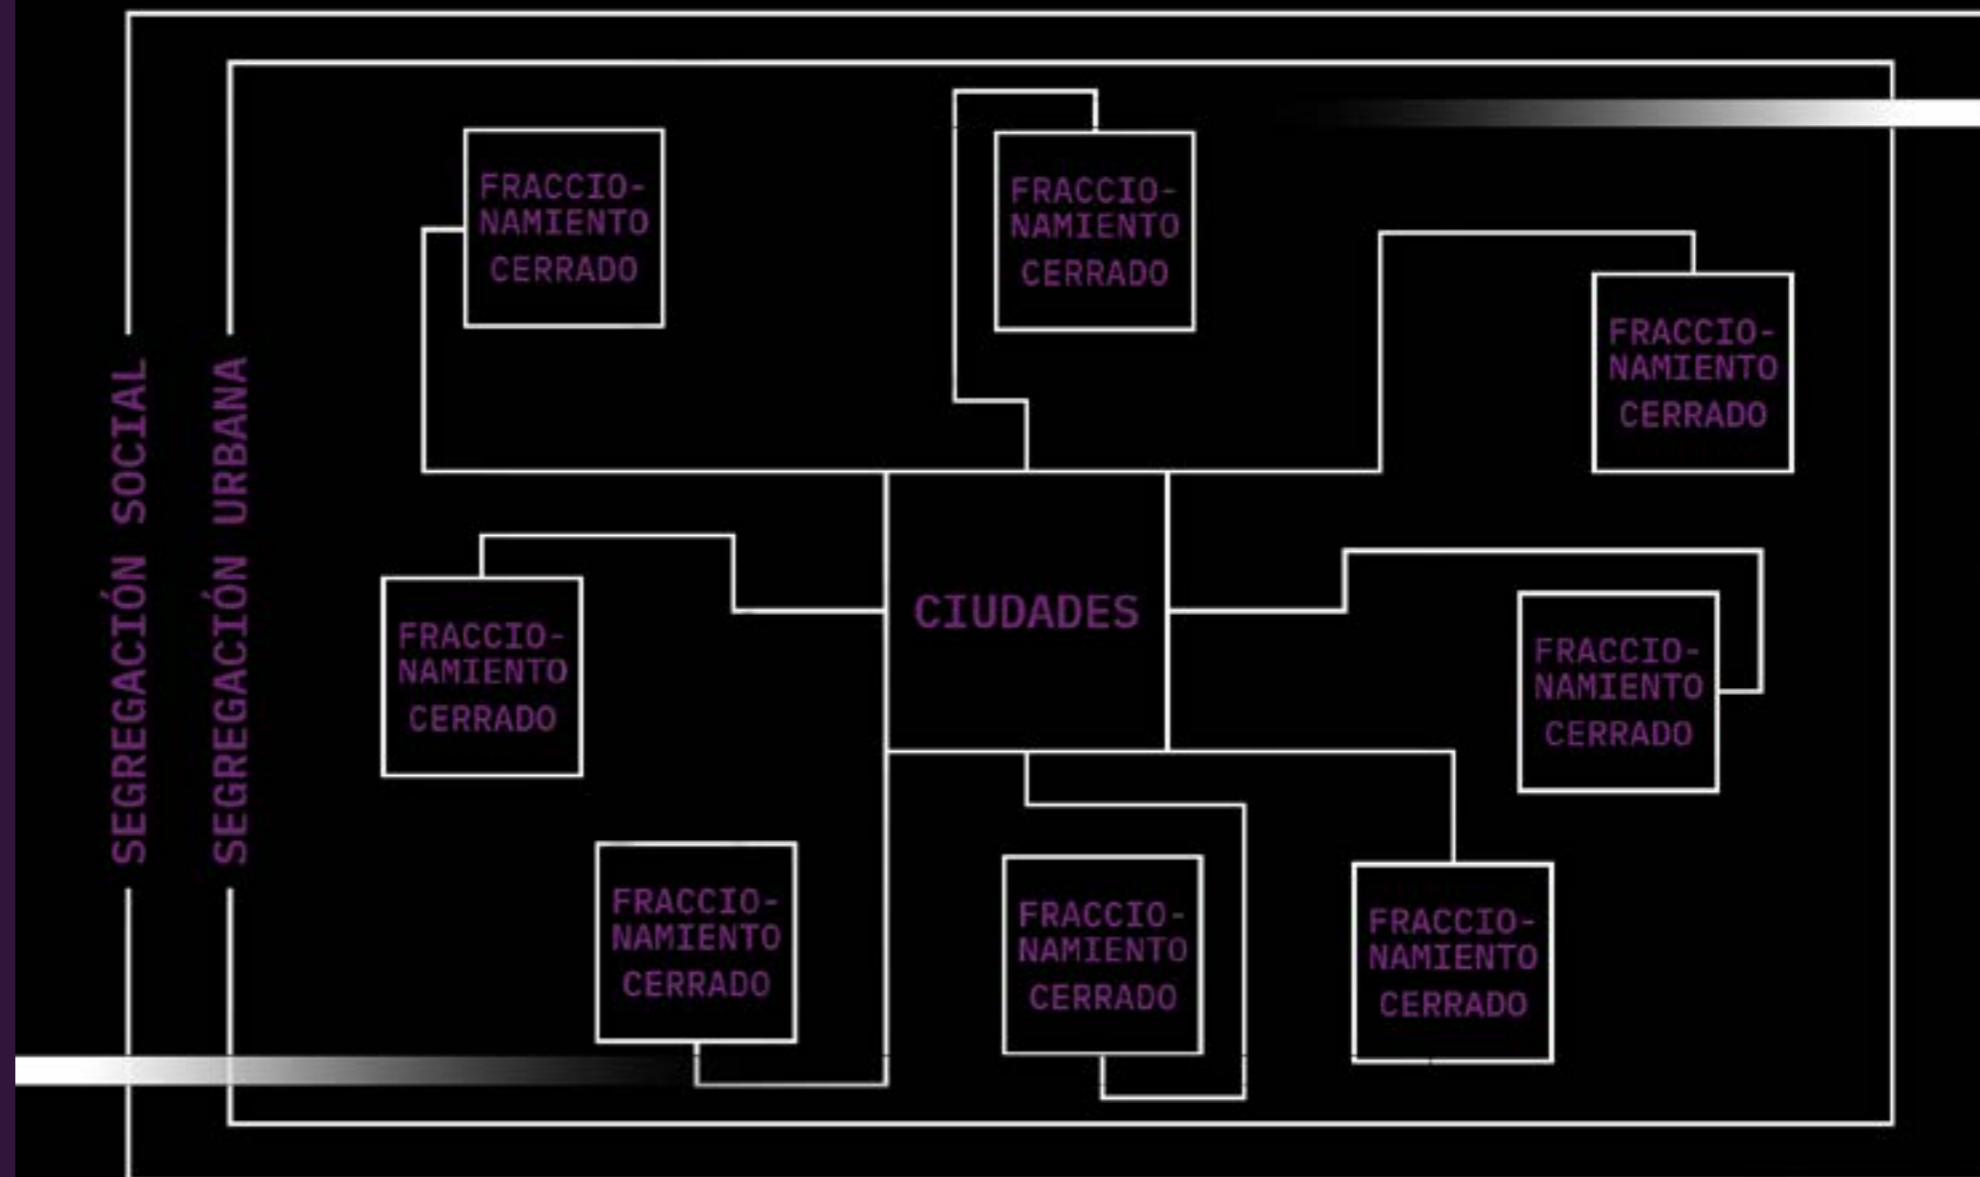 SEGREGACIÓN SOCIAL
SEGREGACIÓN URBANA
FRACCIO-
NAMIENTO
CERRADO
FRACCIO-
NAMIENTO
CERRADO
FRACCIO-
NAMIENTO
CERRADO
FRACCIO-
NAMIENTO
CERRADO
CIUDADES
FRACCIO-
NAMIENTO
CERRADO
FRACCIO-
NAMIENTO
CERRADO
FRACCIO-
NAMIENTO
CERRADO
FRACCIO-
NAMIENTO
CERRADO